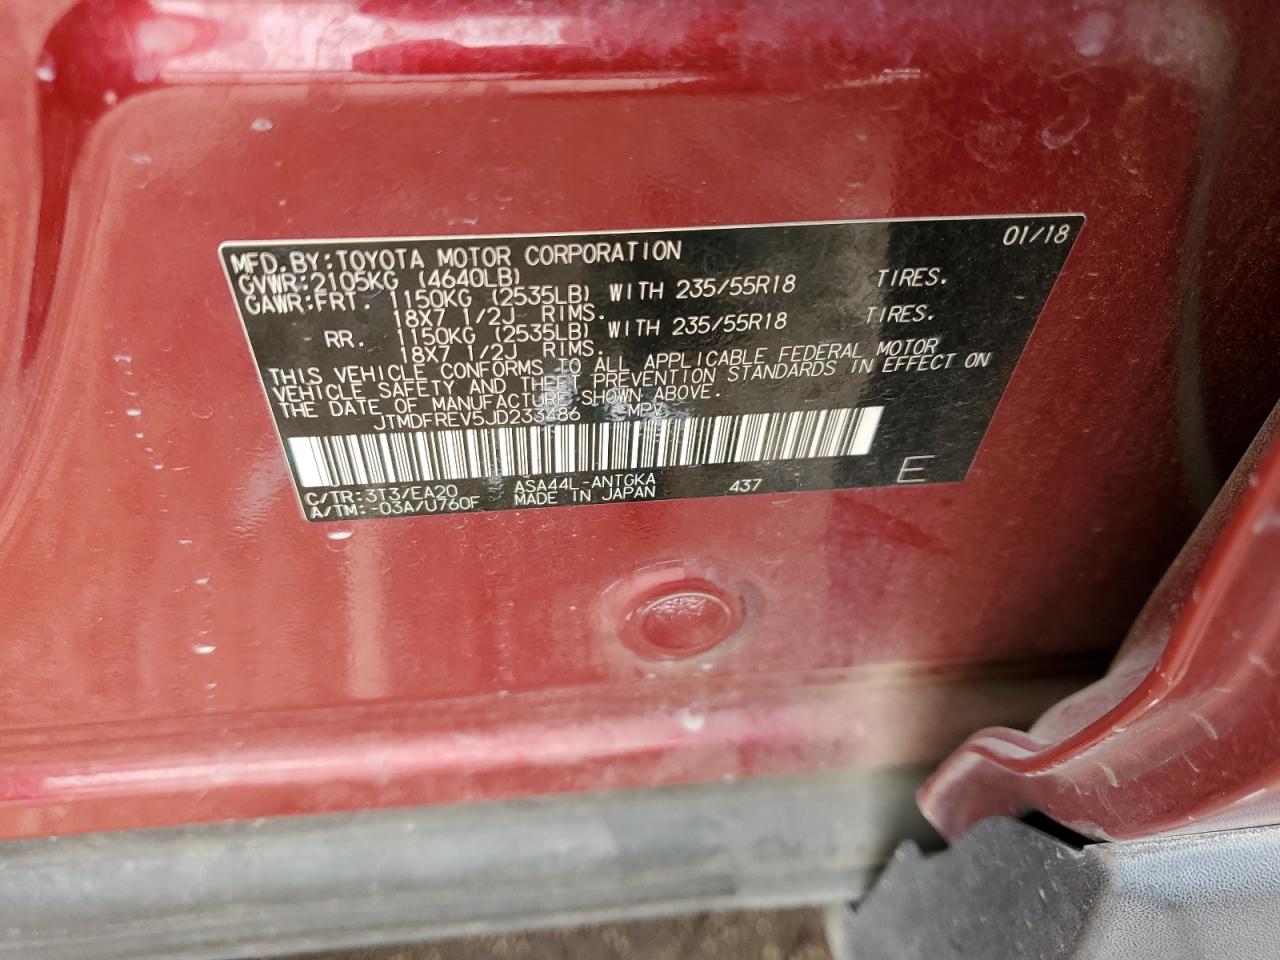 MFD. BY: TOYOTA MOTOR CORPORATION 01/18
GVWR: 2105KG (4640LB)
GAWR: FRT. 1150KG (2535LB) WITH 235/55R18 TIRES.
18X7 1/2J RIMS.
RR. 1150KG (2535LB) WITH 235/55R18 TIRES.
18X7 1/2J RIMS.
THIS VEHICLE CONFORMS TO ALL APPLICABLE FEDERAL MOTOR
VEHICLE SAFETY AND THEFT PREVENTION STANDARDS IN EFFECT ON
THE DATE OF MANUFACTURE SHOWN ABOVE.
JTMDFREV5JD233486 MPV
C/TR: 3T3/EA20 ASA44L-ANTGKA 437 E
A/TM: -03A/U760F MADE IN JAPAN